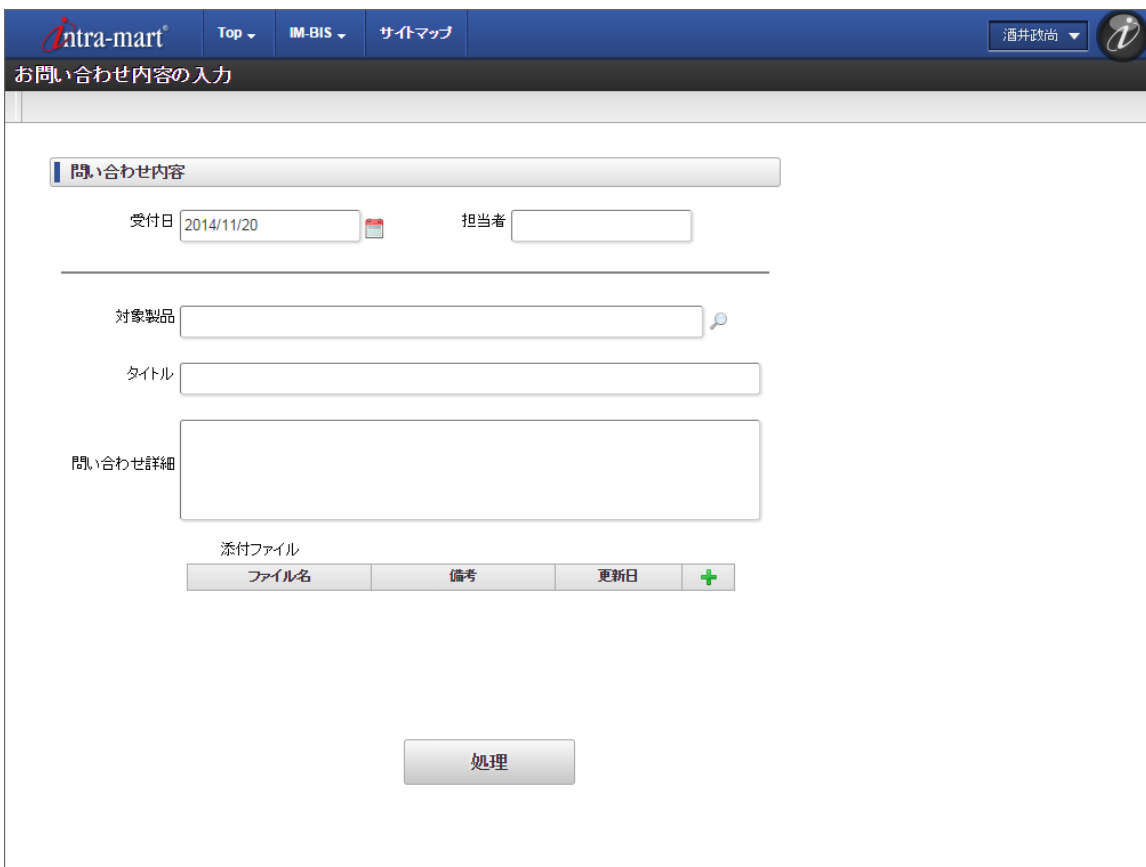 intra-mart® Top IM-BIS サイトマップ 酒井政尚
お問い合わせ内容の入力
問い合わせ内容
受付日 2014/11/20 担当者
対象製品
タイトル
問い合わせ詳細
添付ファイル
ファイル名 備考 更新日
処理